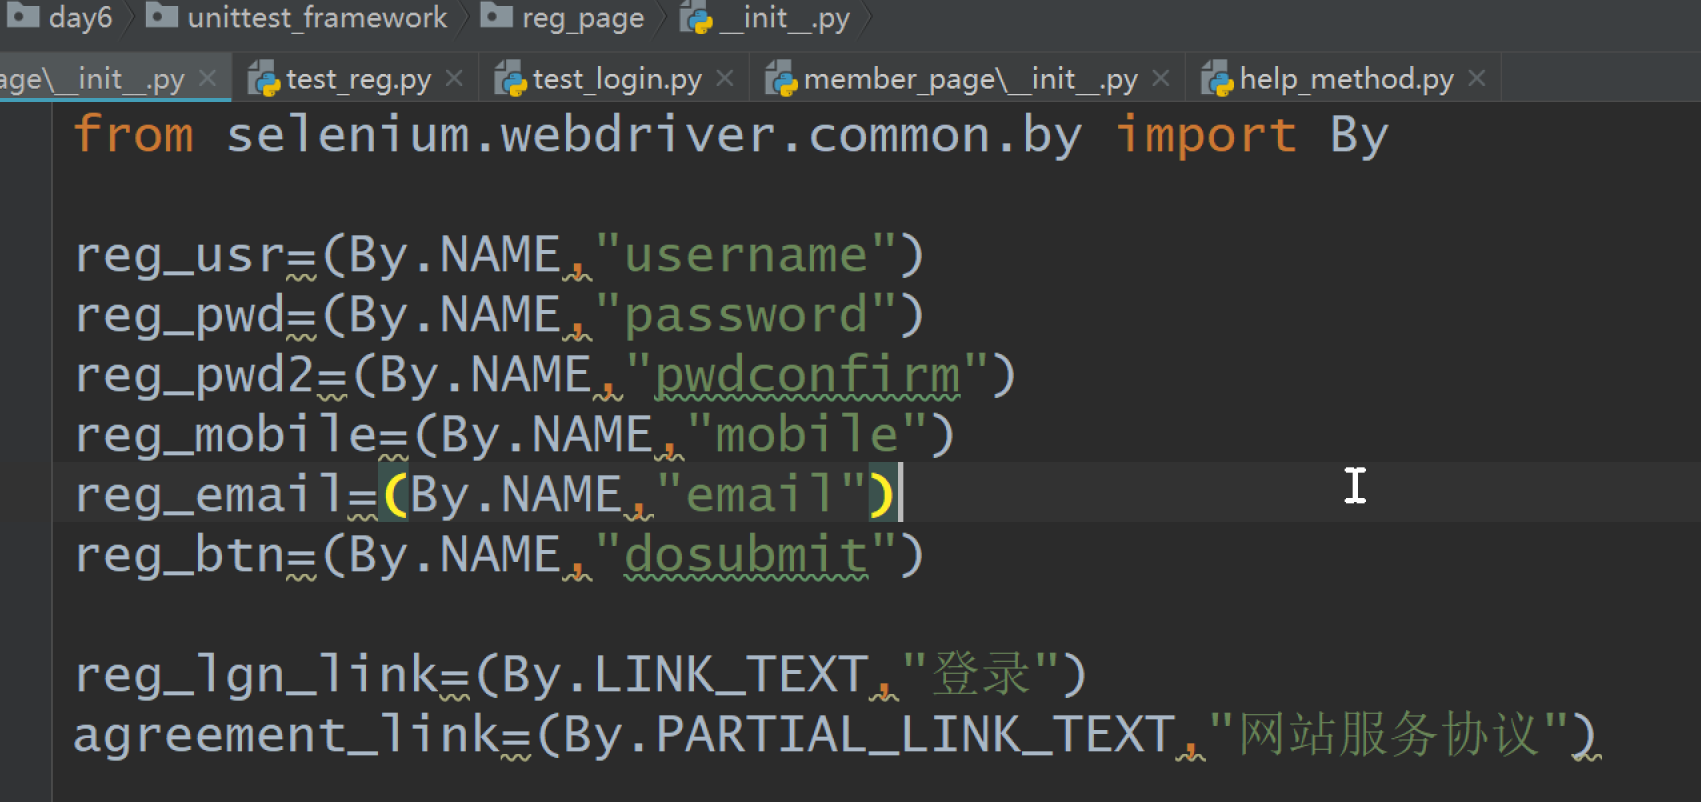 day6 unittest_framework reg_page __init__.py
age\__init__.py test_reg.py test_login.py member_page\__init__.py help_method.py
from selenium.webdriver.common.by import By
reg_usr=(By.NAME,"username")
reg_pwd=(By.NAME,"password")
reg_pwd2=(By.NAME,"pwdconfirm")
reg_mobile=(By.NAME,"mobile")
reg_email=(By.NAME,"email")
reg_btn=(By.NAME,"dosubmit")
reg_lgn_link=(By.LINK_TEXT,"登录")
agreement_link=(By.PARTIAL_LINK_TEXT,"网站服务协议")